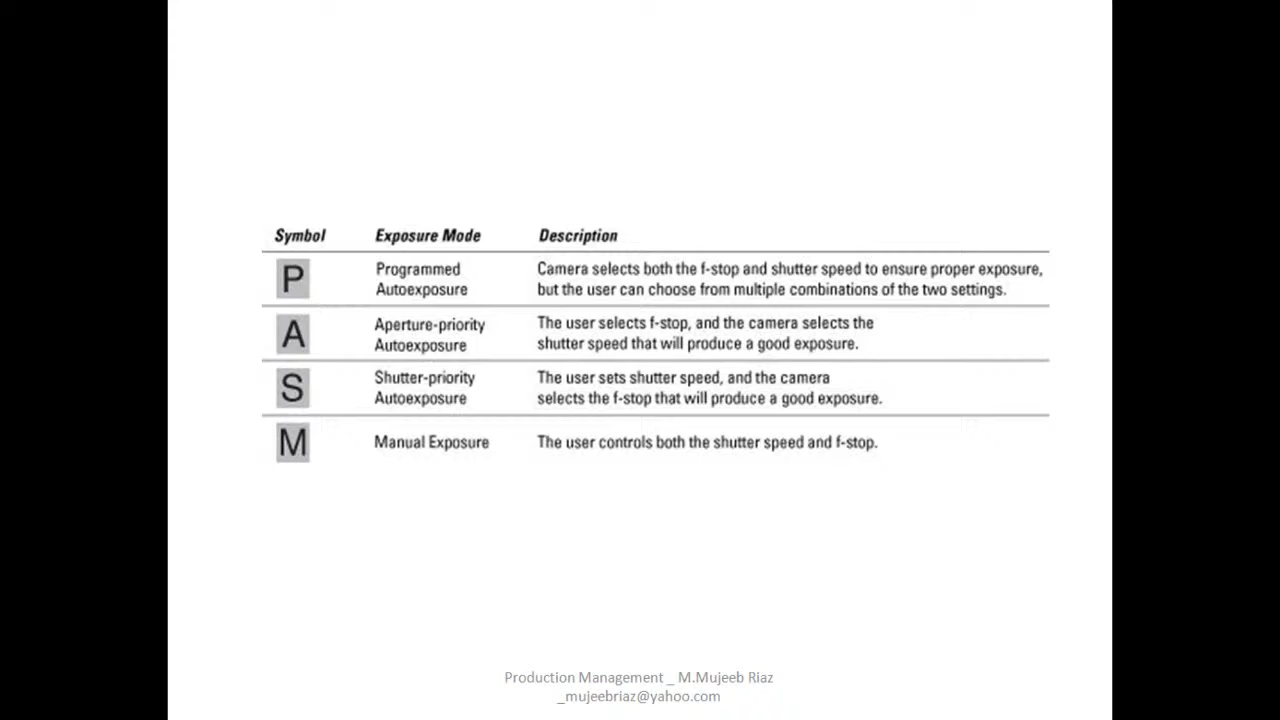 Symbol Exposure Mode Description
P Programmed Camera selects both the f-stop and shutter speed to ensure proper exposure,
Autoexposure but the user can choose from multiple combinations of the two settings.
A Aperture-priority The user selects f-stop, and the camera selects the
Autoexposure shutter speed that will produce a good exposure.
S Shutter-priority The user sets shutter speed, and the camera
Autoexposure selects the f-stop that will produce a good exposure.
M Manual Exposure The user controls both the shutter speed and f-stop.
Production Management _ M.Mujeeb Riaz
_mujeebriaz@yahoo.com